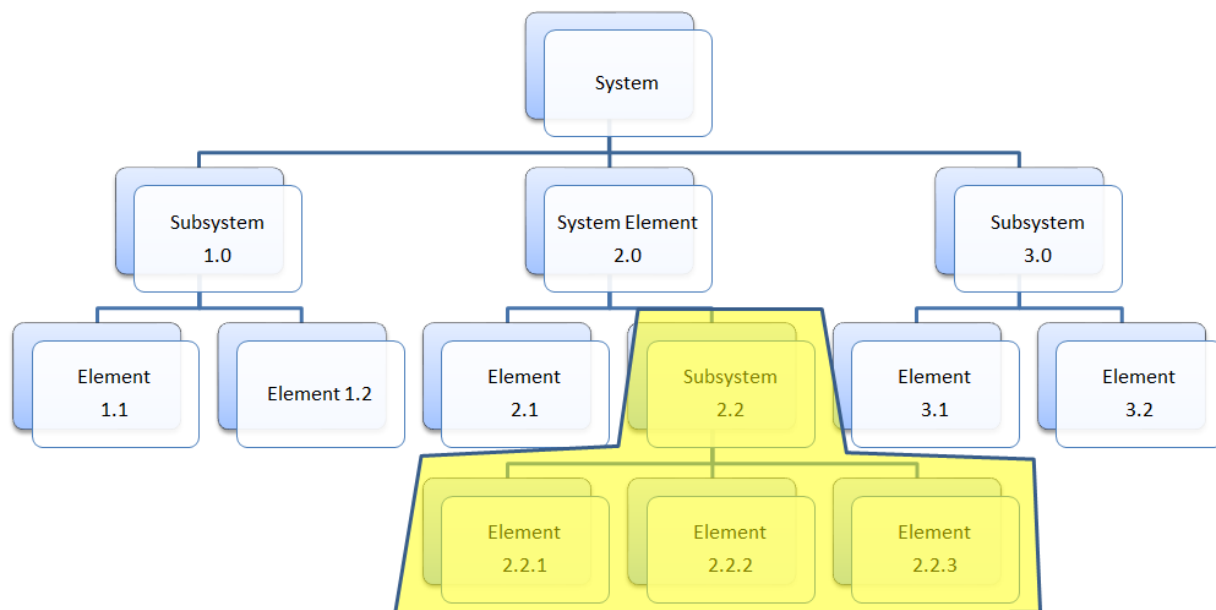 System
Subsystem
1.0
System Element
2.0
Subsystem
3.0
Element
1.1
Element 1.2
Element
2.1
Subsystem
2.2
Element
3.1
Element
3.2
Element
2.2.1
Element
2.2.2
Element
2.2.3